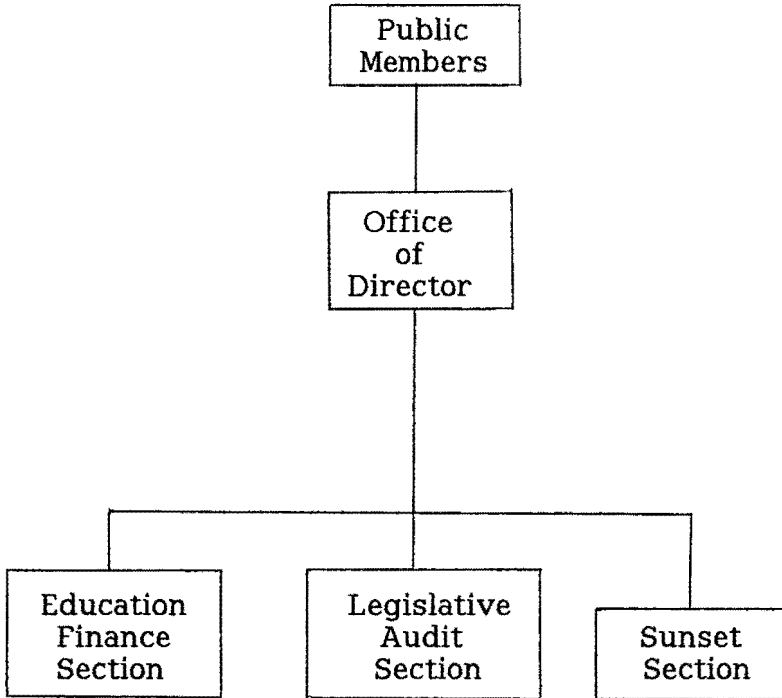 Public
Members
Office
of
Director
Education
Finance
Section
Legislative
Audit
Section
Sunset
Section